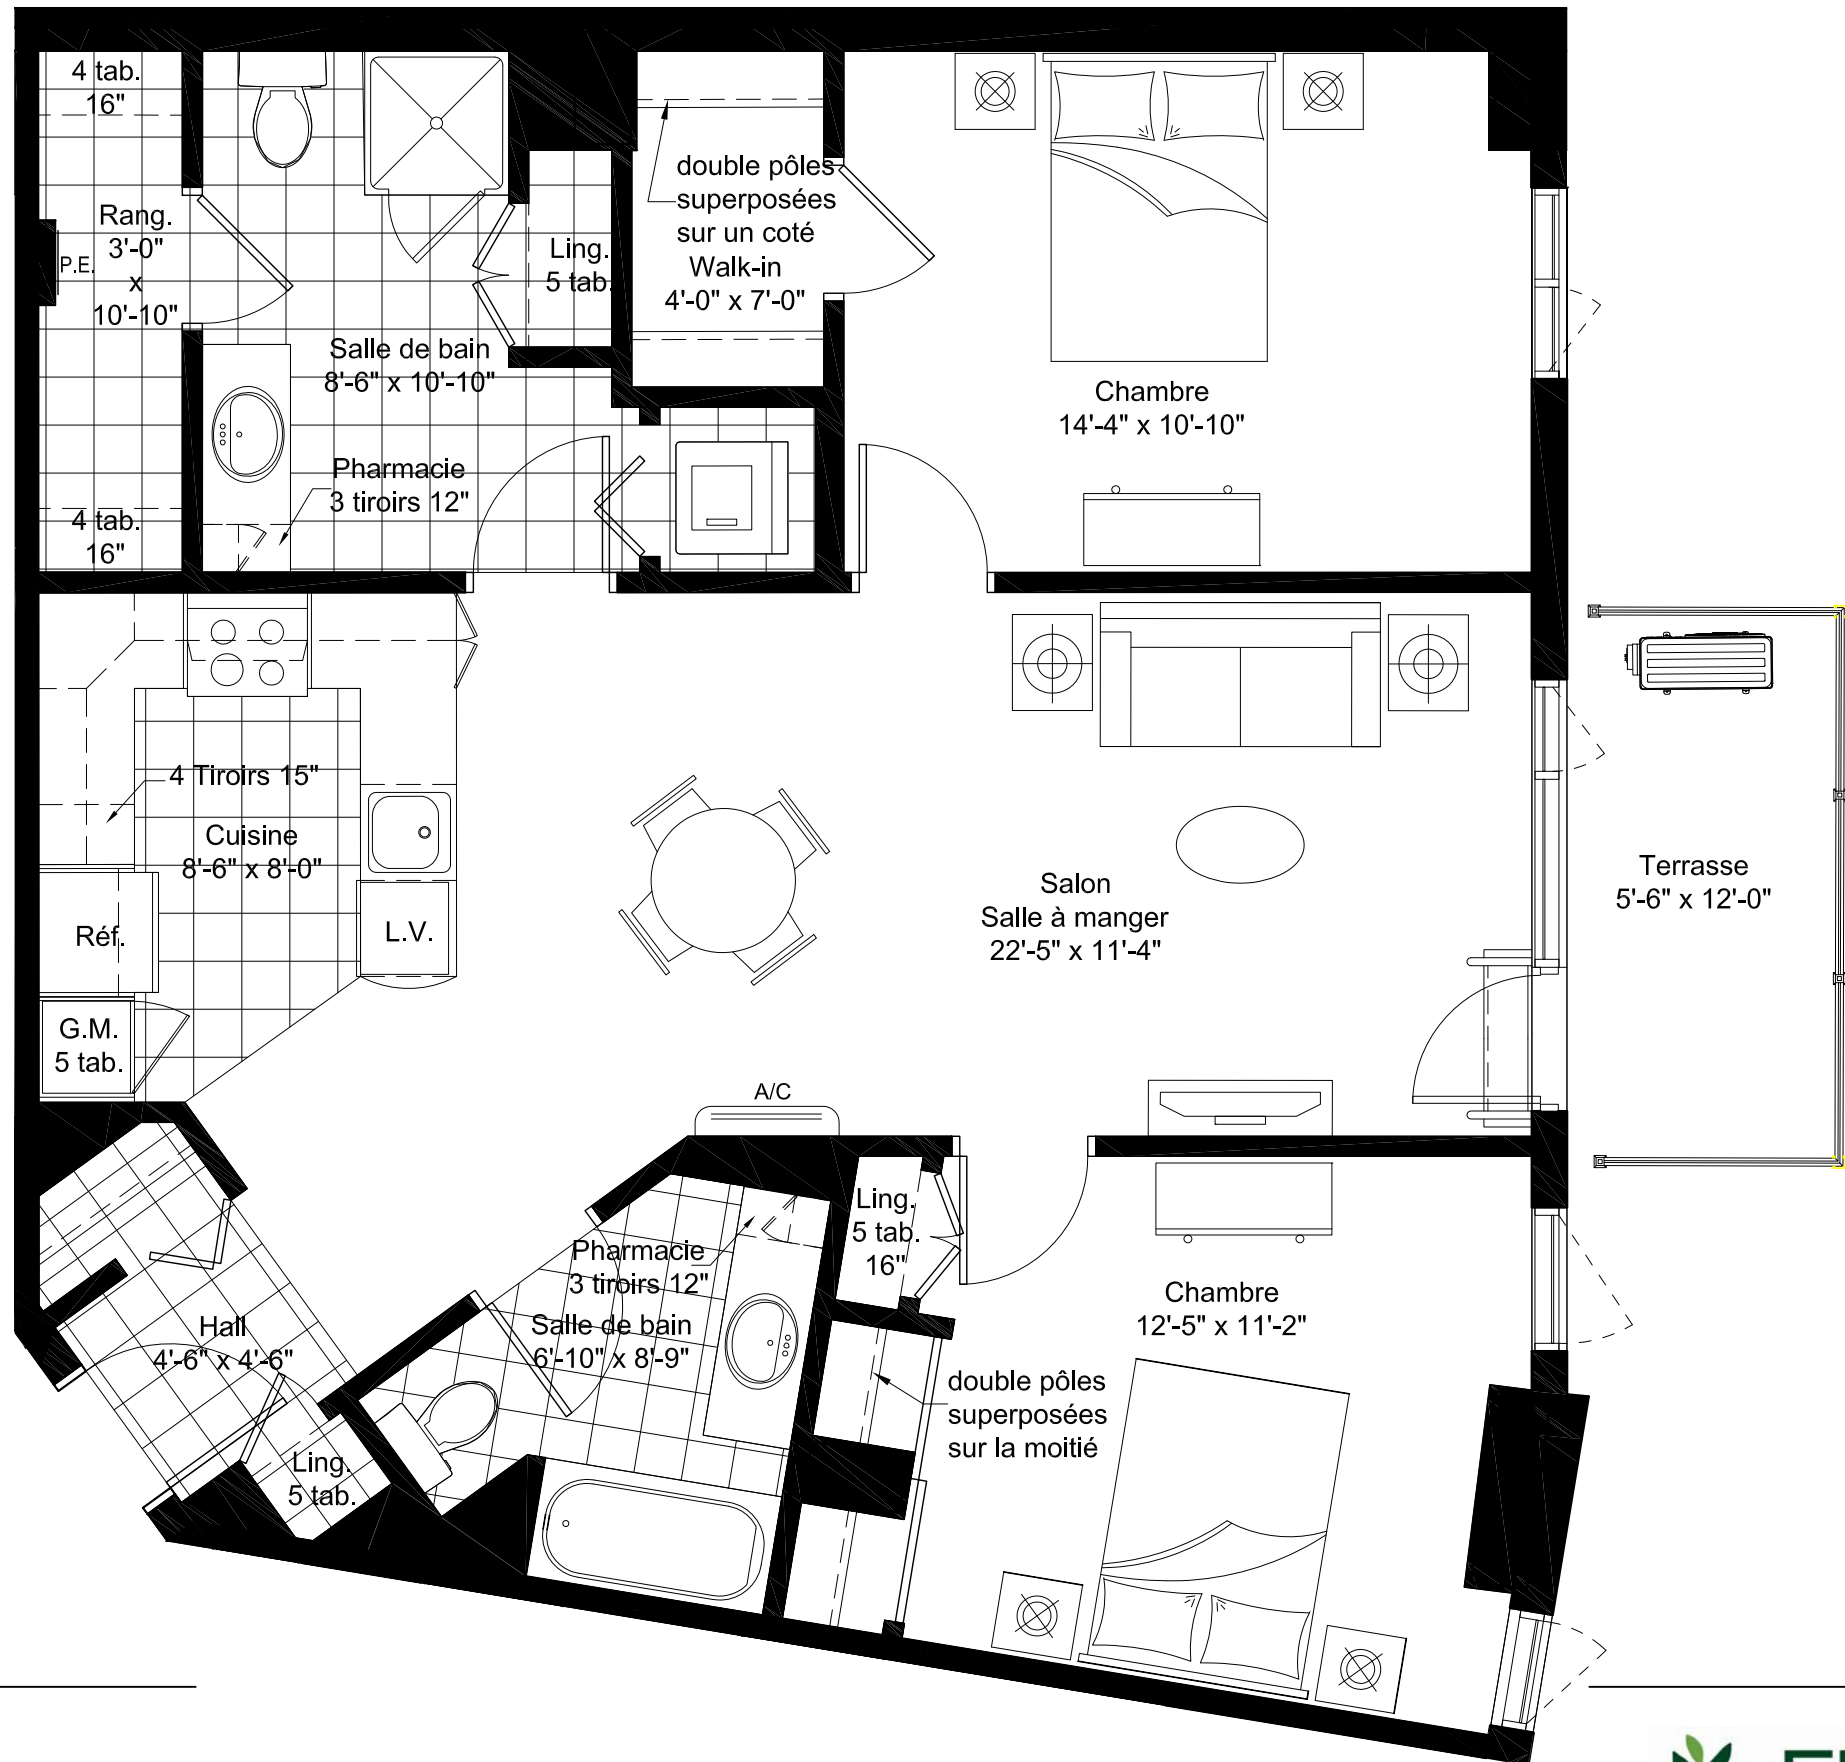 4 tab.
16"
Rang.
3'-0"
x
10'-10"
P.E.
4 tab.
16"
Ling.
5 tab.
Salle de bain
8'-6" x 10'-10"
Pharmacie
3 tiroirs 12"
double pôles
superposées
sur un coté
Walk-in
4'-0" x 7'-0"
Chambre
14'-4" x 10'-10"
4 Tiroirs 15"
Cuisine
8'-6" x 8'-0"
Réf.
L.V.
G.M.
5 tab.
Salon
Salle à manger
22'-5" x 11'-4"
Terrasse
5'-6" x 12'-0"
A/C
Ling.
5 tab.
16"
Pharmacie
3 tiroirs 12"
Salle de bain
6'-10" x 8'-9"
Hall
4'-6" x 4'-6"
Ling.
5 tab.
Chambre
12'-5" x 11'-2"
double pôles
superposées
sur la moitié